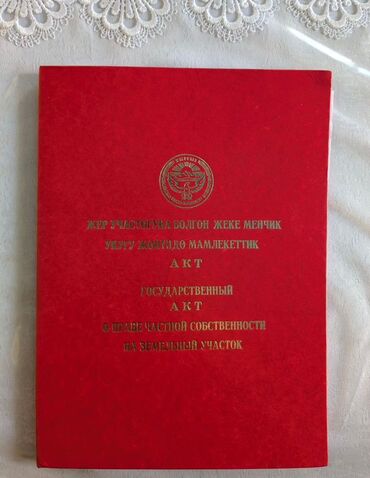 ЖЕР УЧАСТОГУНА БОЛГОН ЖЕКЕ МЕНЧИК
УКУГУ ЖӨНҮНДӨ МАМЛЕКЕТТИК
АКТ
ГОСУДАРСТВЕННЫЙ
АКТ
О ПРАВЕ ЧАСТНОЙ СОБСТВЕННОСТИ
НА ЗЕМЕЛЬНЫЙ УЧАСТОК